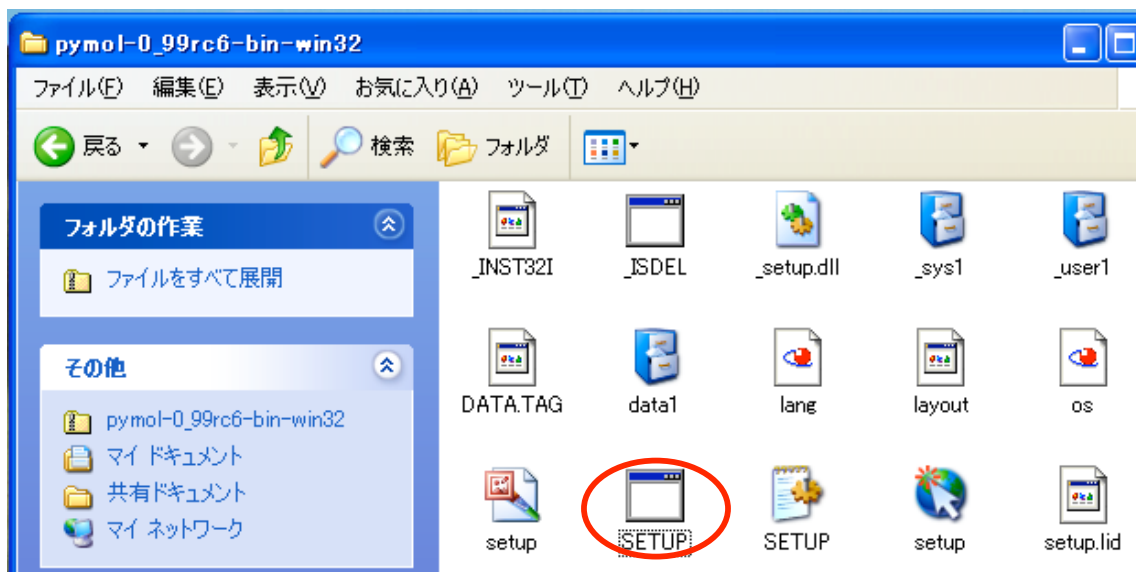 pymol-0_99rc6-bin-win32
ファイル(F) 編集(E) 表示(V) お気に入り(A) ツール(T) ヘルプ(H)
戻る 検索 フォルダ
フォルダの作業
ファイルをすべて展開
その他
pymol-0_99rc6-bin-win32
マイ ドキュメント
共有ドキュメント
マイ ネットワーク
_INST32I _ISDEL _setup.dll _sys1 _user1
DATA.TAG data1 lang layout os
setup SETUP SETUP setup setup.lid